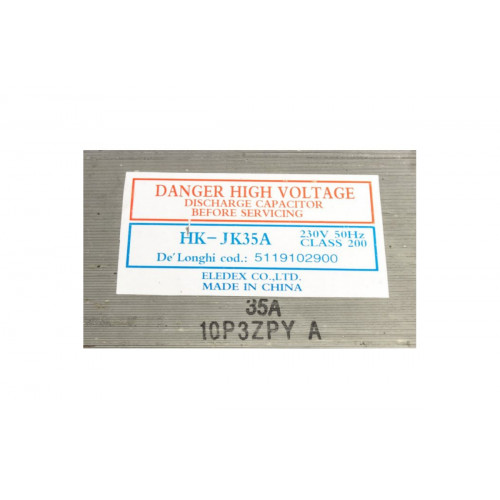 DANGER HIGH VOLTAGE
DISCHARGE CAPACITOR
BEFORE SERVICING
HK-JK35A 230V 50Hz CLASS 200
De'Longhi cod.: 5119102900
ELEDEX CO.,LTD.
MADE IN CHINA
35A
10P3ZPY A